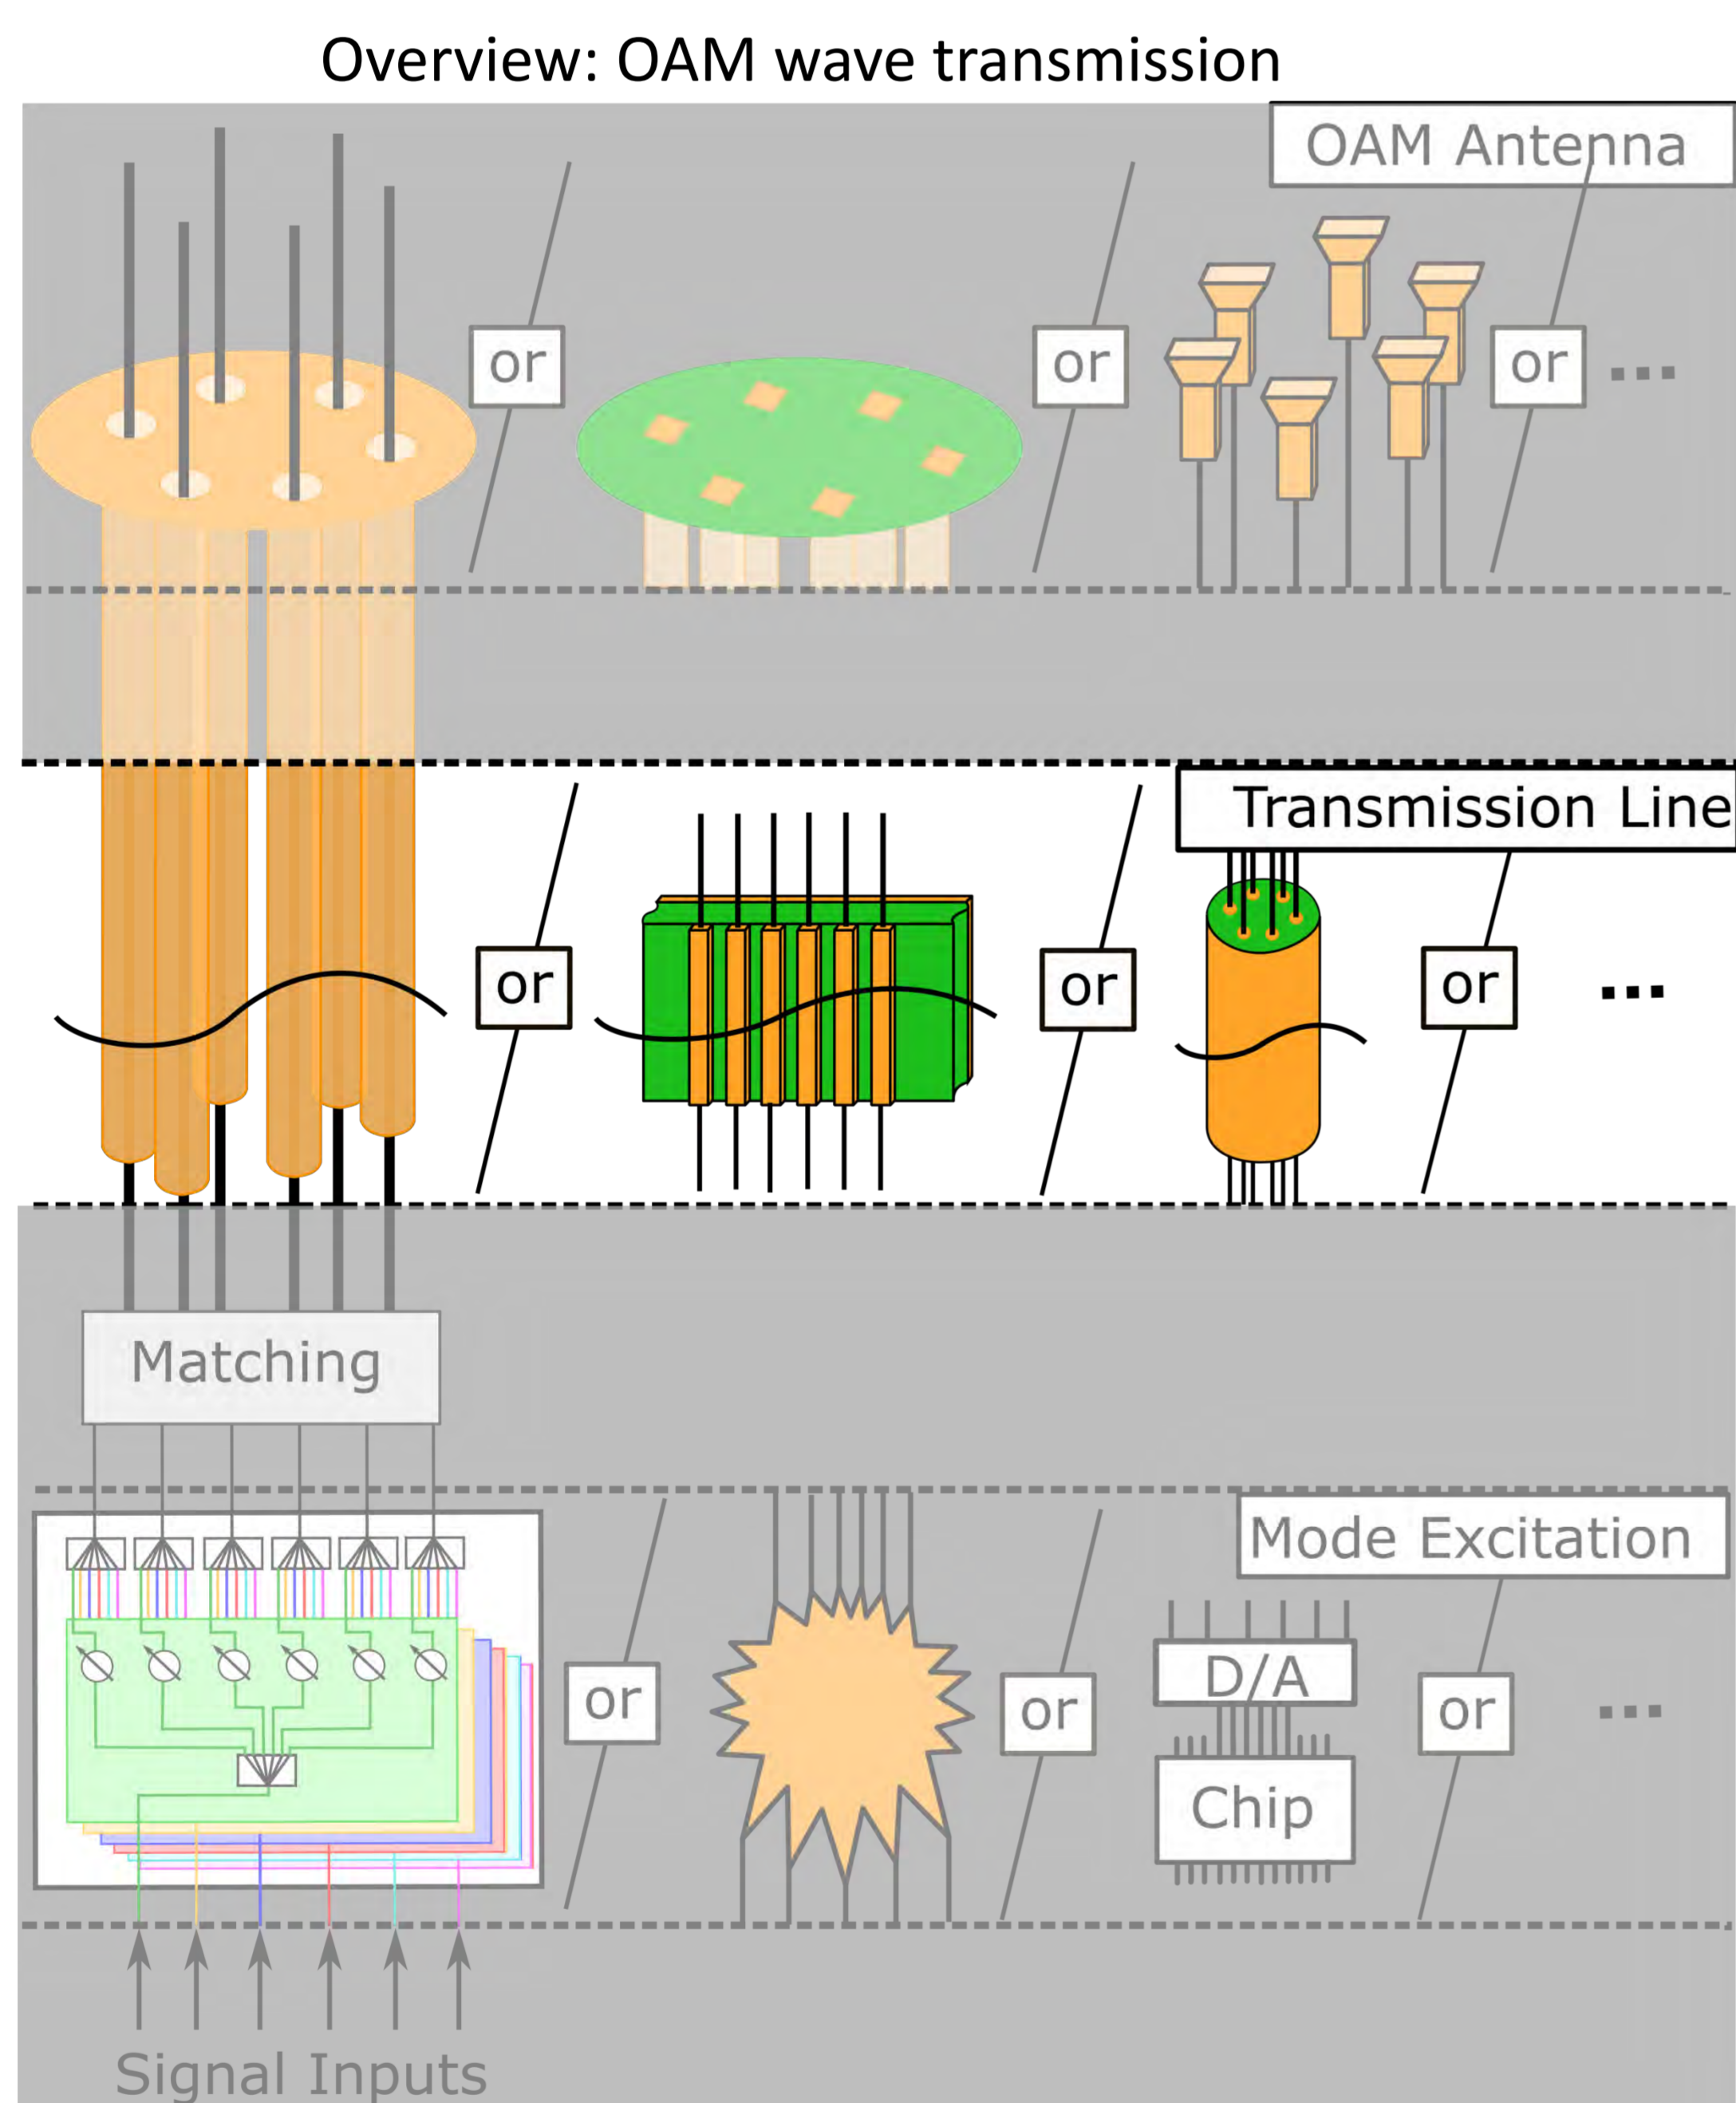 Overview: OAM wave transmission
OAM Antenna
or
or
or
...
Transmission Line
or
or
or
...
Matching
Mode Excitation
or
or
D/A
or
...
Chip
Signal Inputs